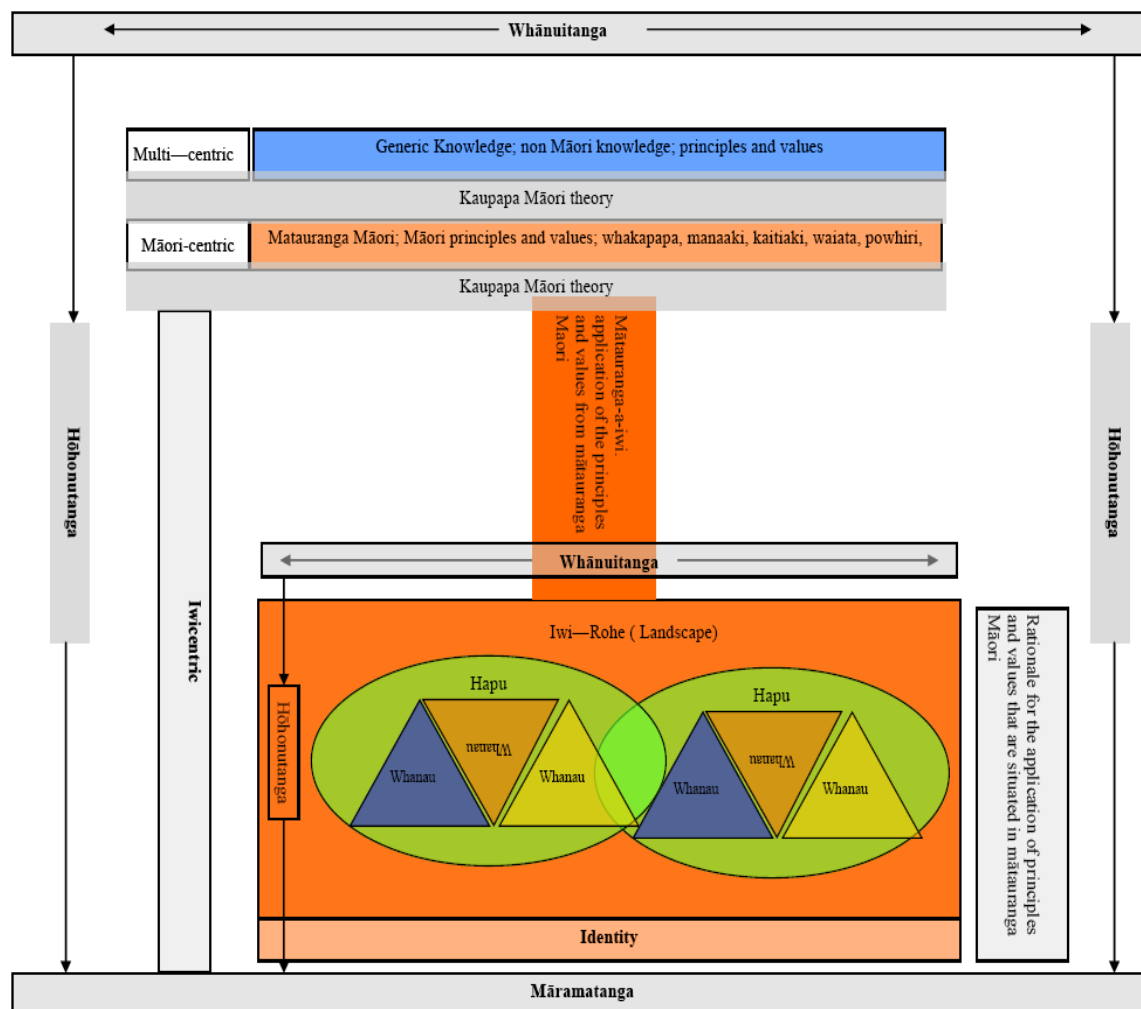 Whānuitanga
Multi—centric
Generic Knowledge; non Māori knowledge; principles and values
Kaupapa Māori theory
Māori-centric
Matauranga Māori; Māori principles and values; whakapapa, manaaki, kaitiaki, waiata, powhiri,
Kaupapa Māori theory
Hōhonutanga
Iwicentric
Mātauranga-a-iwi.
application of the principles
and values from mātauranga
Maori
Hōhonutanga
Whānuitanga
Iwi—Rohe ( Landscape)
Hōhonutanga
Hapu
Whanau
Whanau
Whanau
Hapu
Whanau
Whanau
Whanau
Rationale for the application of principles
and values that are situated in mātauranga
Māori
Identity
Māramatanga